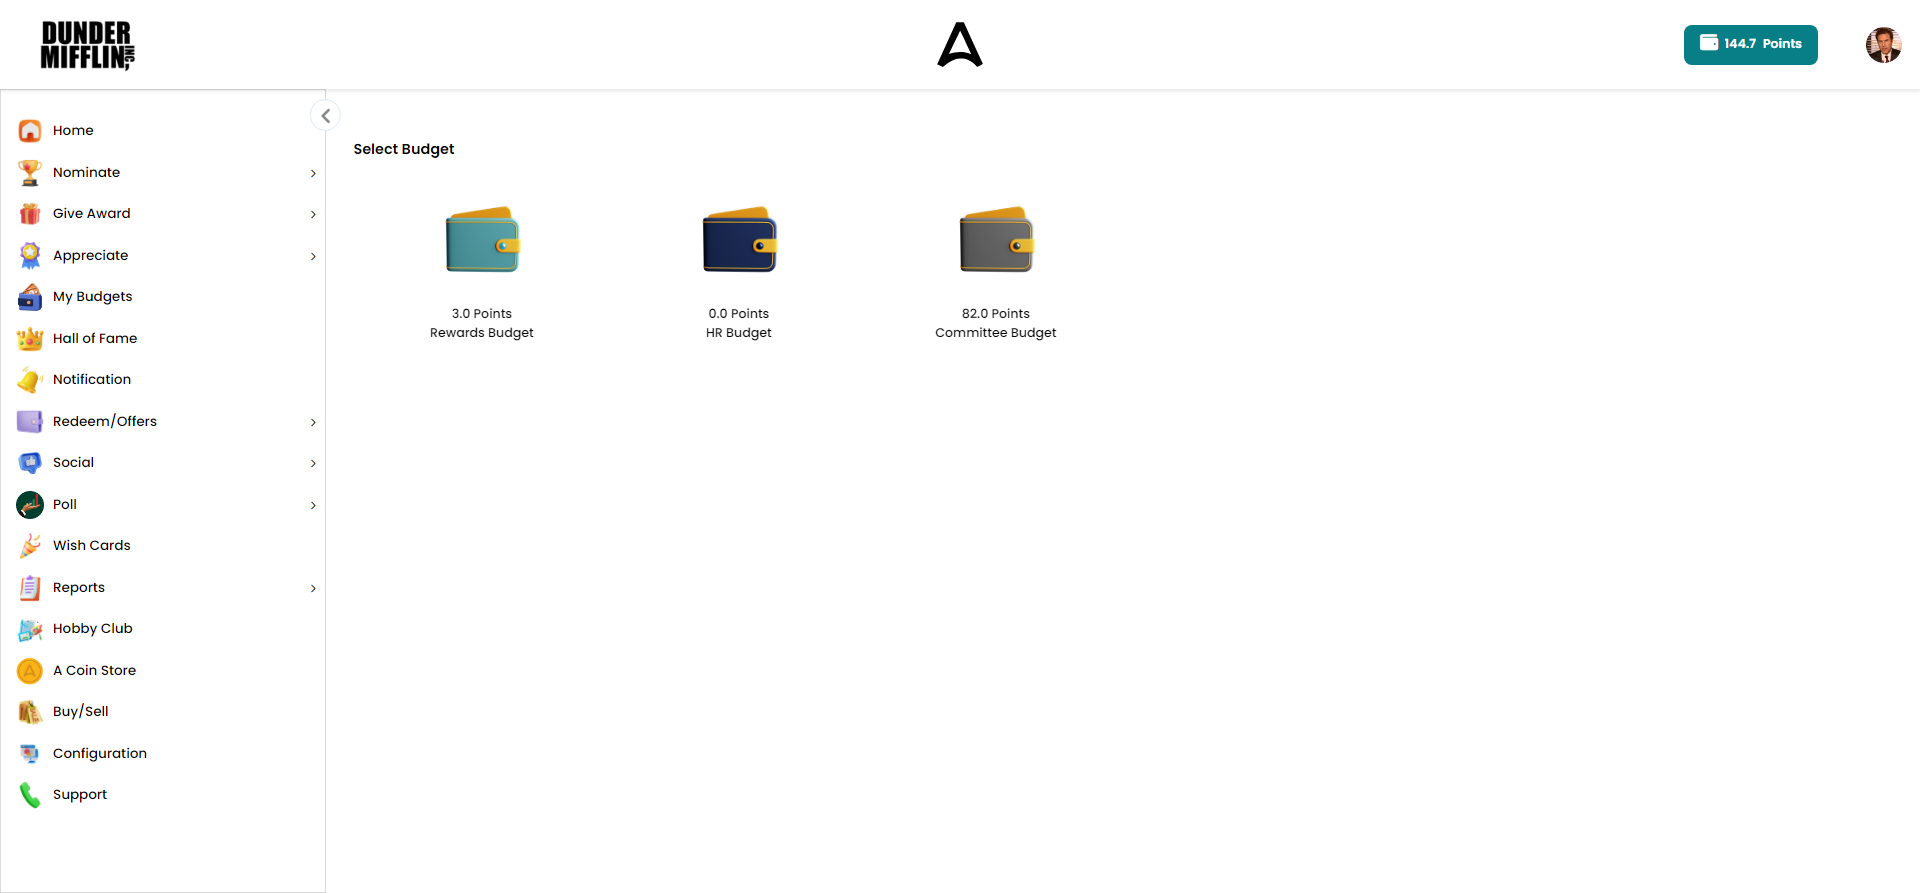 DUNDER
MIFFLIN INC,
144.7 Points
Home
Nominate
Give Award
Appreciate
My Budgets
Hall of Fame
Notification
Redeem/Offers
Social
Poll
Wish Cards
Reports
Hobby Club
A Coin Store
Buy/Sell
Configuration
Support
Select Budget
3.0 Points
Rewards Budget
0.0 Points
HR Budget
82.0 Points
Committee Budget